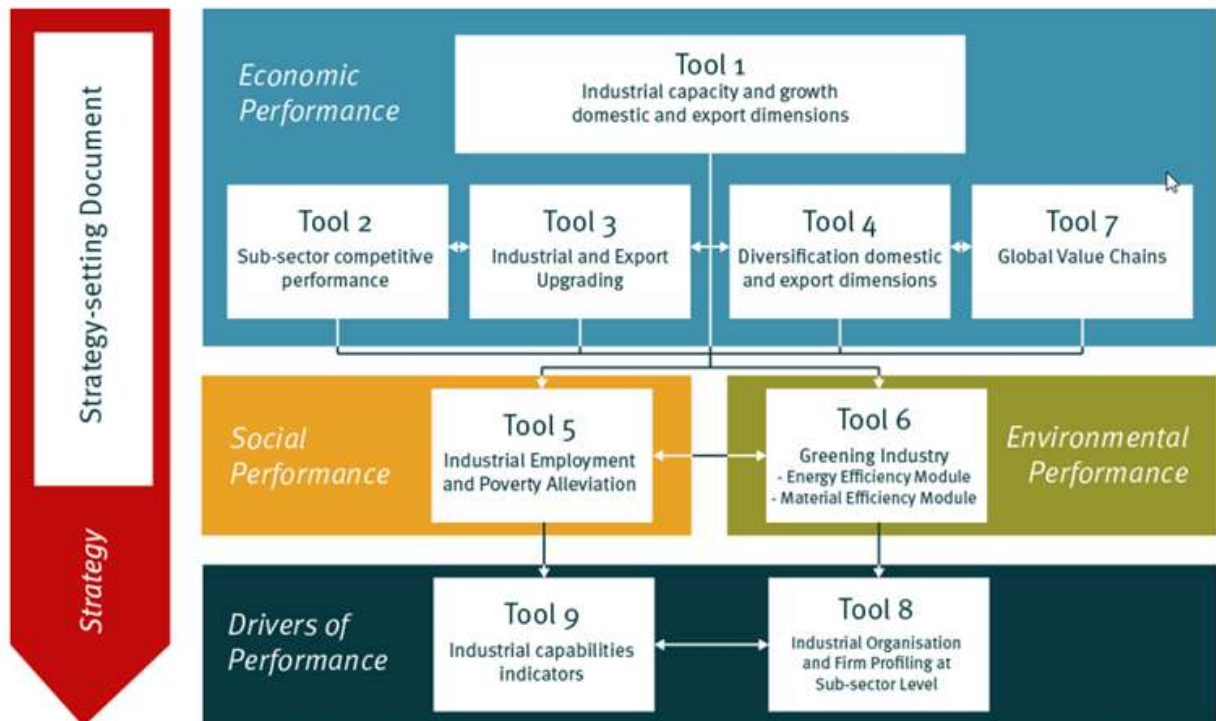 Strategy-setting Document
Strategy
Economic
Performance
Tool 1
Industrial capacity and growth
domestic and export dimensions
Tool 2
Sub-sector competitive
performance
Tool 3
Industrial and Export
Upgrading
Tool 4
Diversification domestic
and export dimensions
Tool 7
Global Value Chains
Social
Performance
Tool 5
Industrial Employment
and Poverty Alleviation
Tool 6
Greening Industry
- Energy Efficiency Module
- Material Efficiency Module
Environmental
Performance
Drivers of
Performance
Tool 9
Industrial capabilities
indicators
Tool 8
Industrial Organisation
and Firm Profiling at
Sub-sector Level